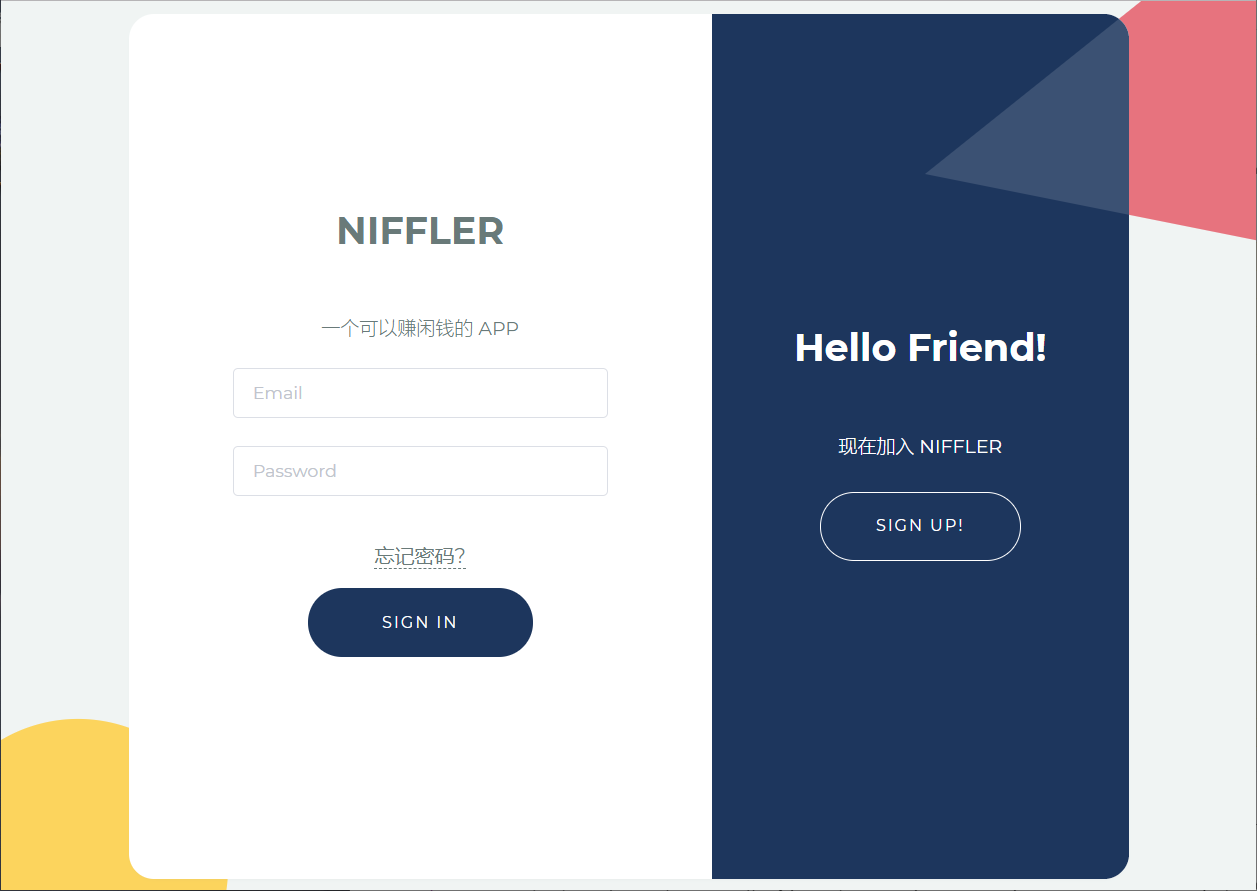 NIFFLER
一个可以赚闲钱的 APP
Email
Password
忘记密码?
SIGN IN
Hello Friend!
现在加入 NIFFLER
SIGN UP!